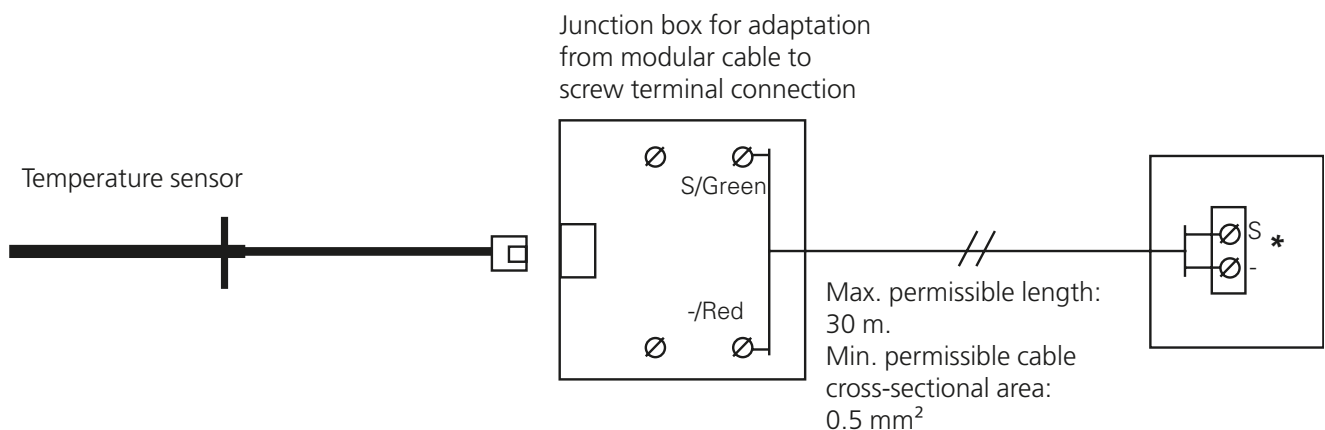 Junction box for adaptation
from modular cable to
screw terminal connection
Temperature sensor
S/Green
-/Red
S *
-
Max. permissible length:
30 m.
Min. permissible cable
cross-sectional area:
0.5 mm²